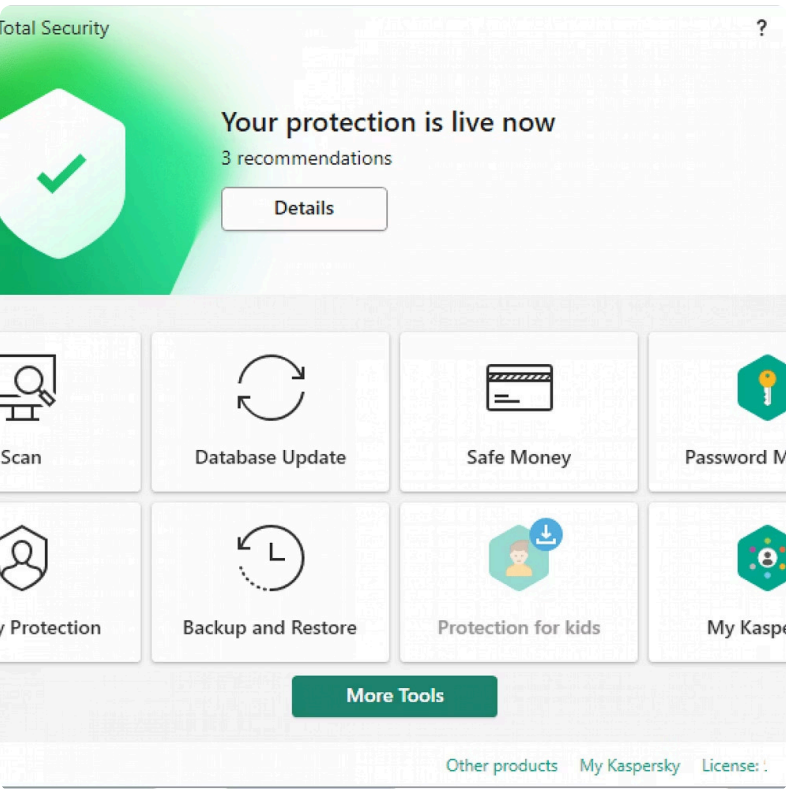 Total Security
?
Your protection is live now
3 recommendations
Details
Scan
Database Update
Safe Money
Password M
y Protection
Backup and Restore
Protection for kids
My Kaspe
More Tools
Other products My Kaspersky License: